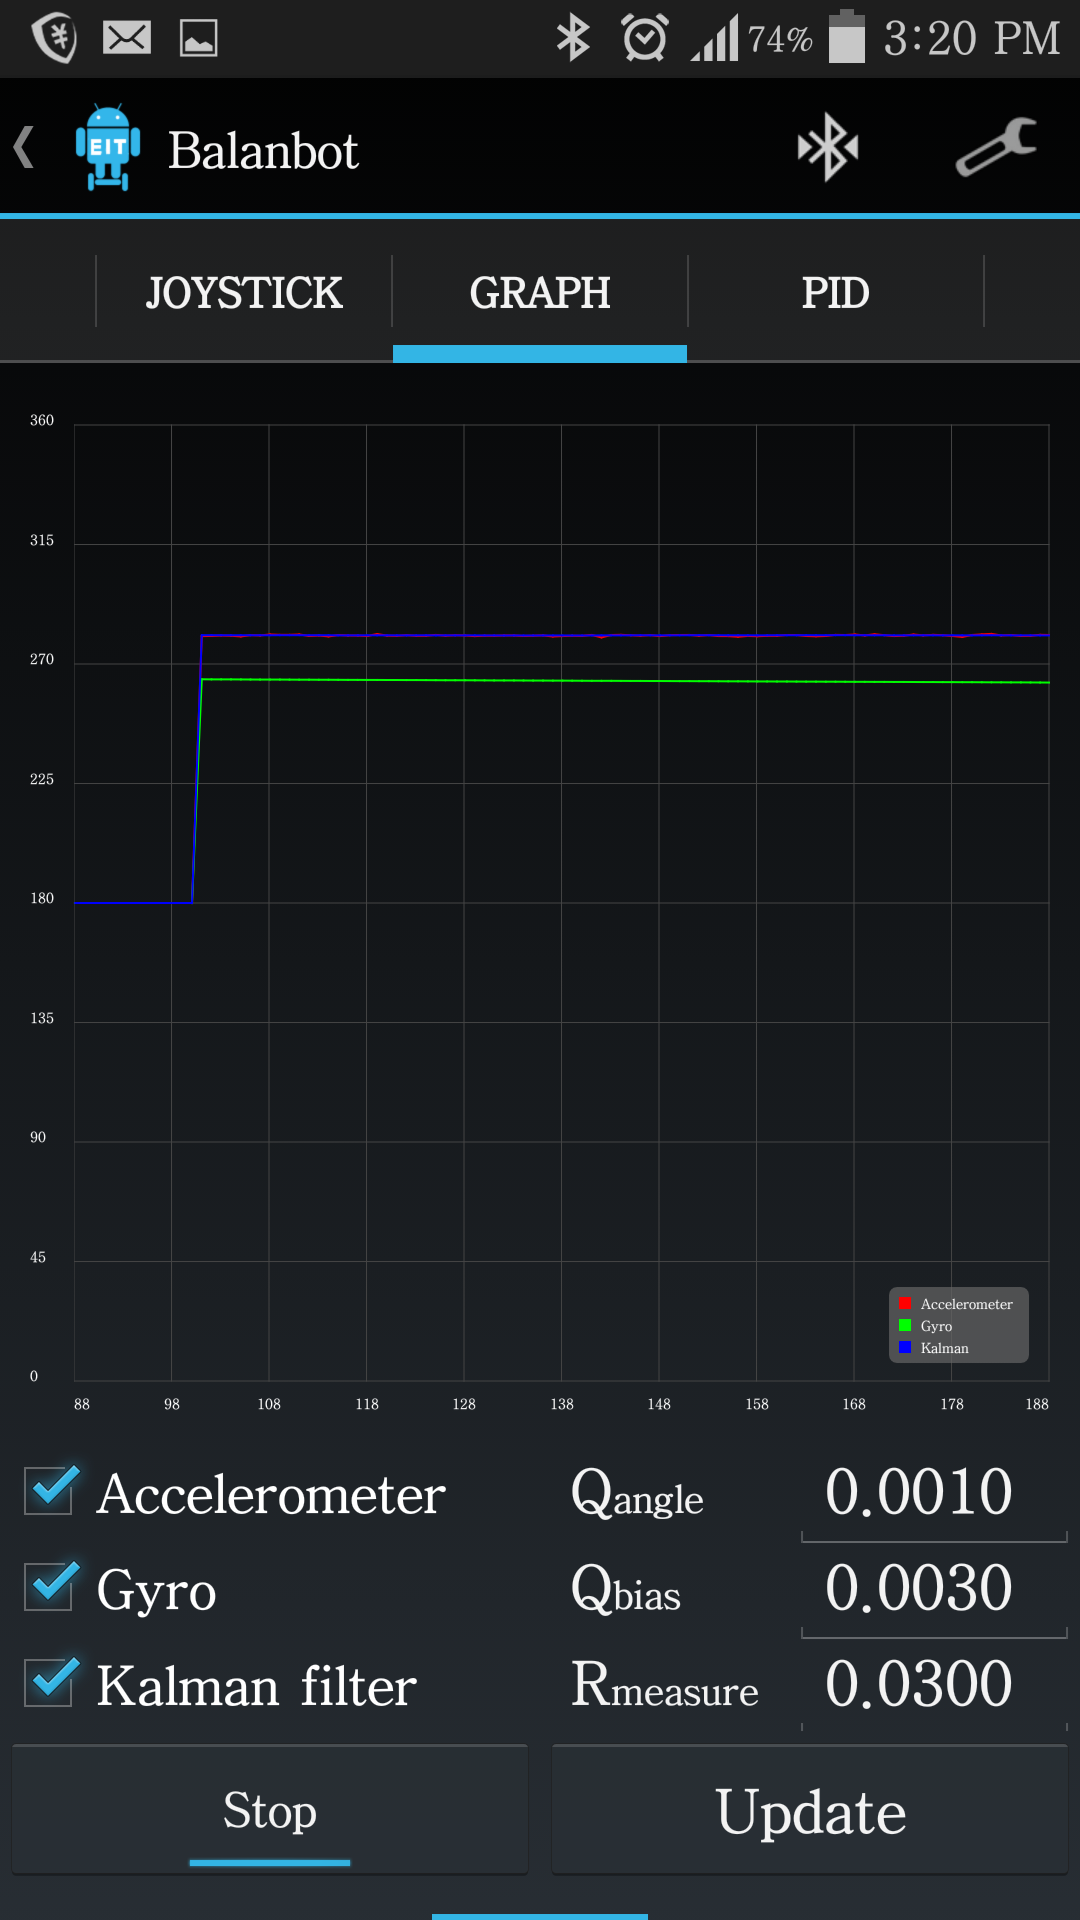 74% 3:20 PM
EIT Balanbot
JOYSTICK GRAPH PID
360
315
270
225
180
135
90
45
0
Accelerometer
Gyro
Kalman
88 98 108 118 128 138 148 158 168 178 188
Accelerometer Qangle 0.0010
Gyro Qbias 0.0030
Kalman filter Rmeasure 0.0300
Stop Update